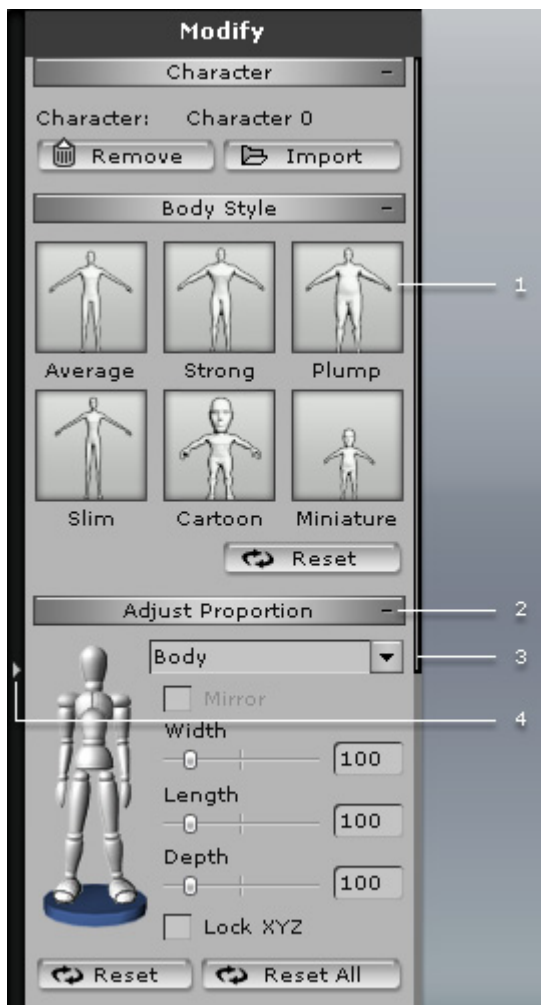 Modify
Character –
Character: Character 0
Remove Import
Body Style –
1
Average Strong Plump
Slim Cartoon Miniature
Reset
Adjust Proportion – 2
Body 3
Mirror
4
Width
100
Length
100
Depth
100
Lock XYZ
Reset Reset All